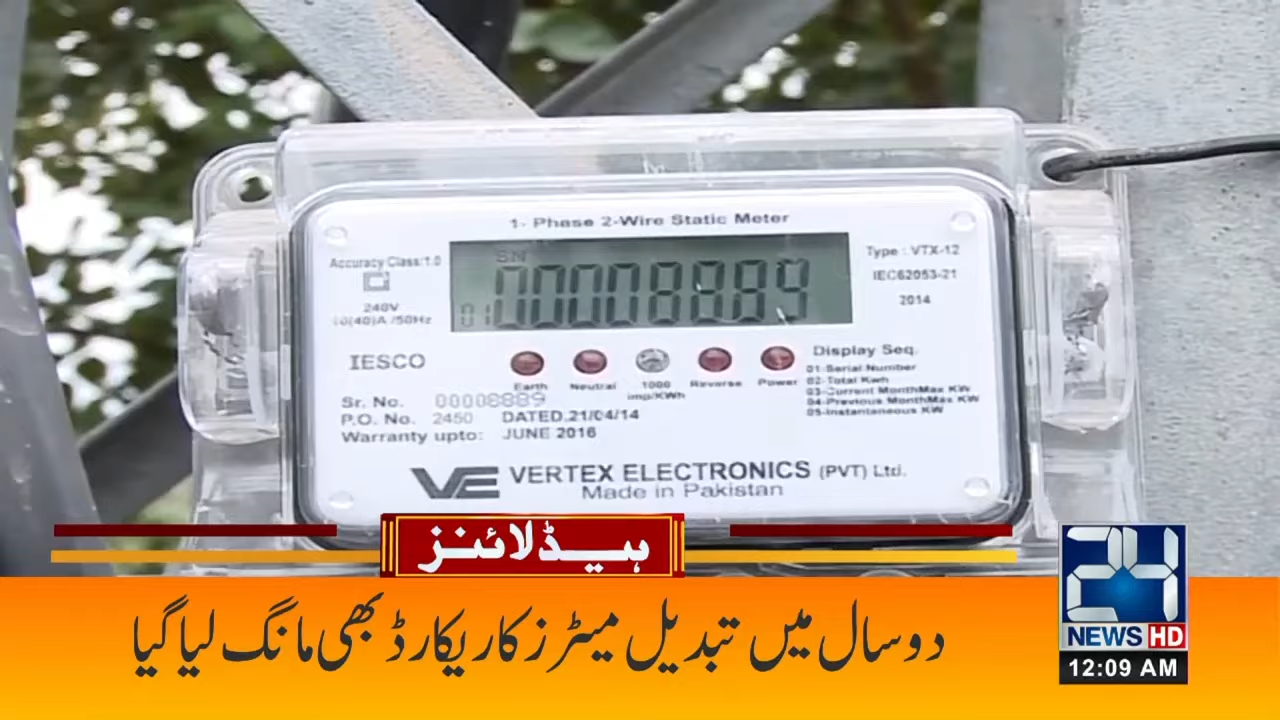 1- Phase 2-Wire Static Meter
Accuracy Class:1.0
240V
10(40)A /50Hz
SN
01 00008889
Type : VTX-12
IEC62053-21
2014
IESCO
Earth Neutral 1000 imp/KWh Reverse Power
Display Seq.
01-Serial Number
02-Total Kwh
03-Current MonthMax KW
04-Previous MonthMax KW
05-Instantaneous KW
Sr. No. 00008889
P.O. No. 2450 DATED.21/04/14
Warranty upto: JUNE 2016
VE VERTEX ELECTRONICS (PVT) Ltd.
Made in Pakistan
ہیڈلائنز
دو سال میں تبدیل میٹرز کا ریکارڈ بھی مانگ لیا گیا
24
NEWS HD
12:09 AM